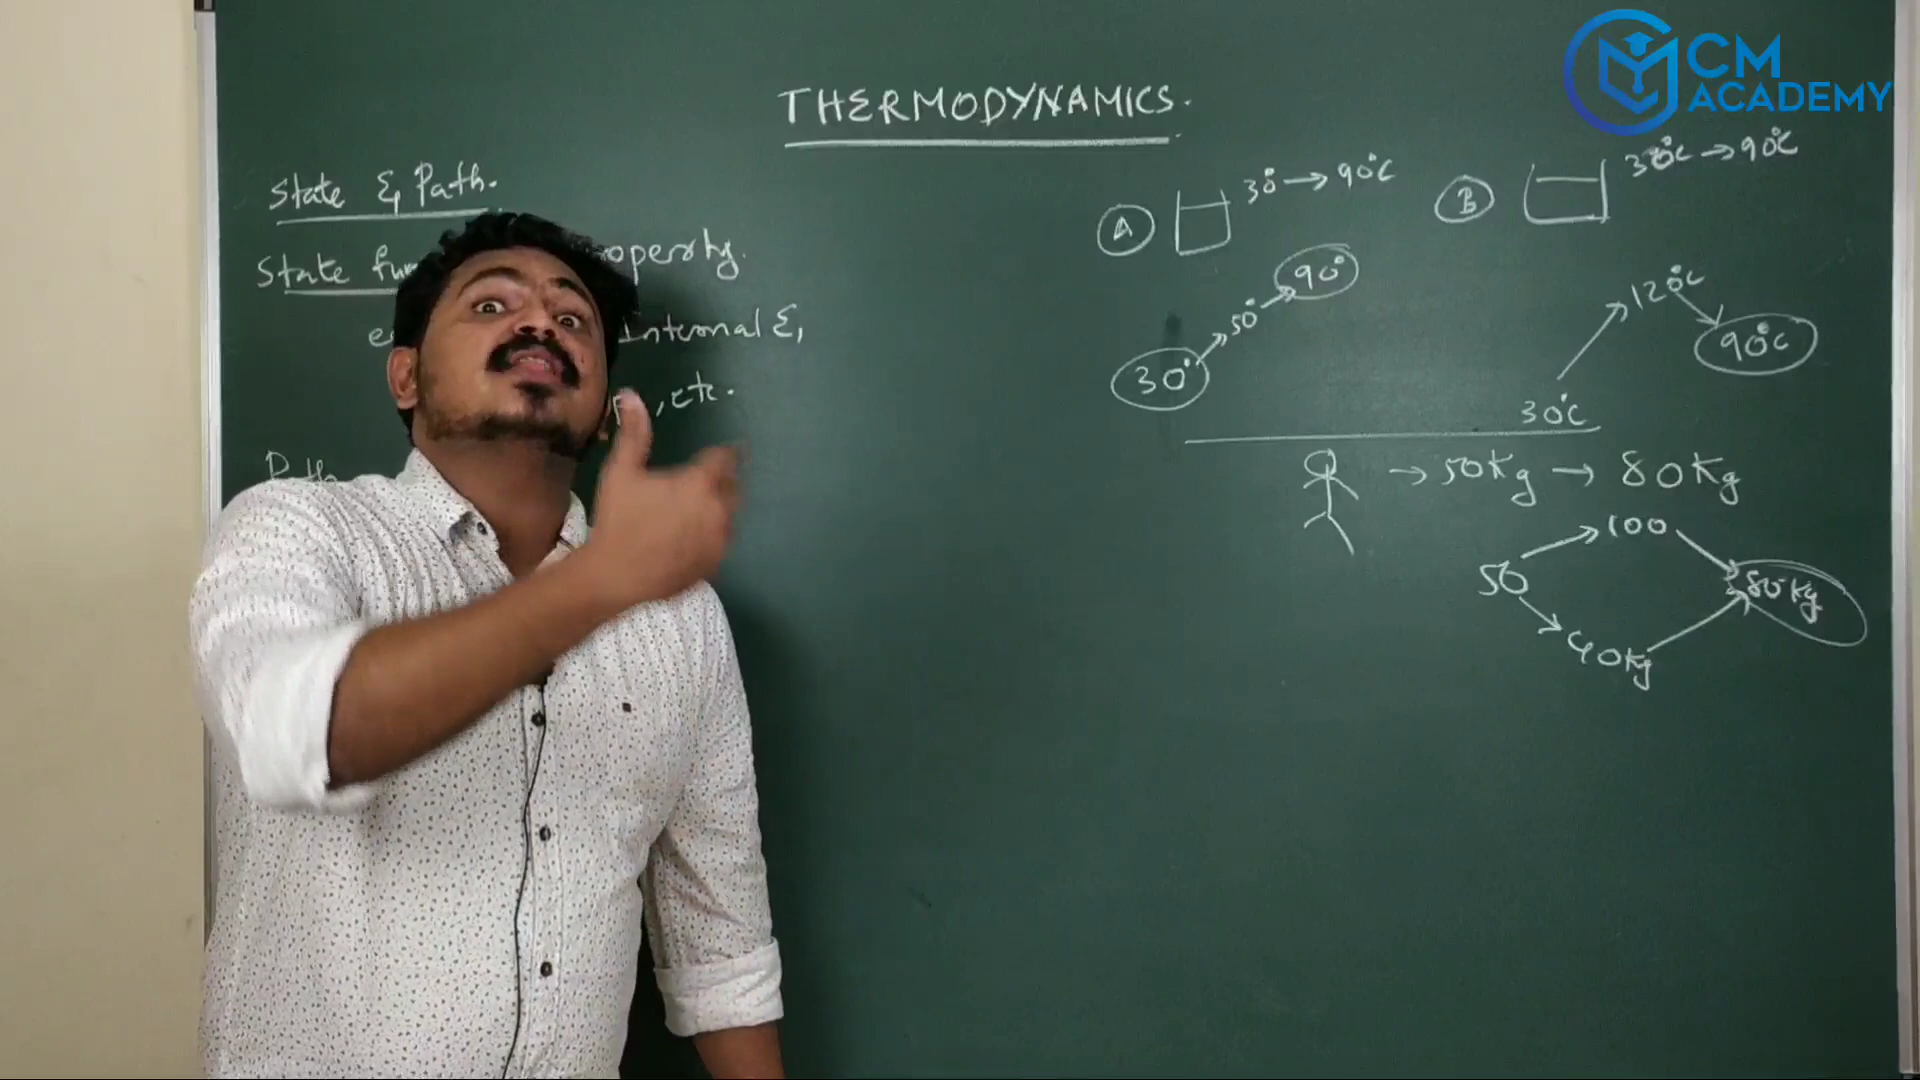 CM
ACADEMY
THERMODYNAMICS.
State & Path.
State
operty.
Internal E,
, etc.
A
30° → 90°C
B
30°C → 90°C
30° → 50° → 90°
30°C → 120°C → 90°C
→ 50Kg → 80Kg
50 → 100 → 80Kg
→ 40Kg